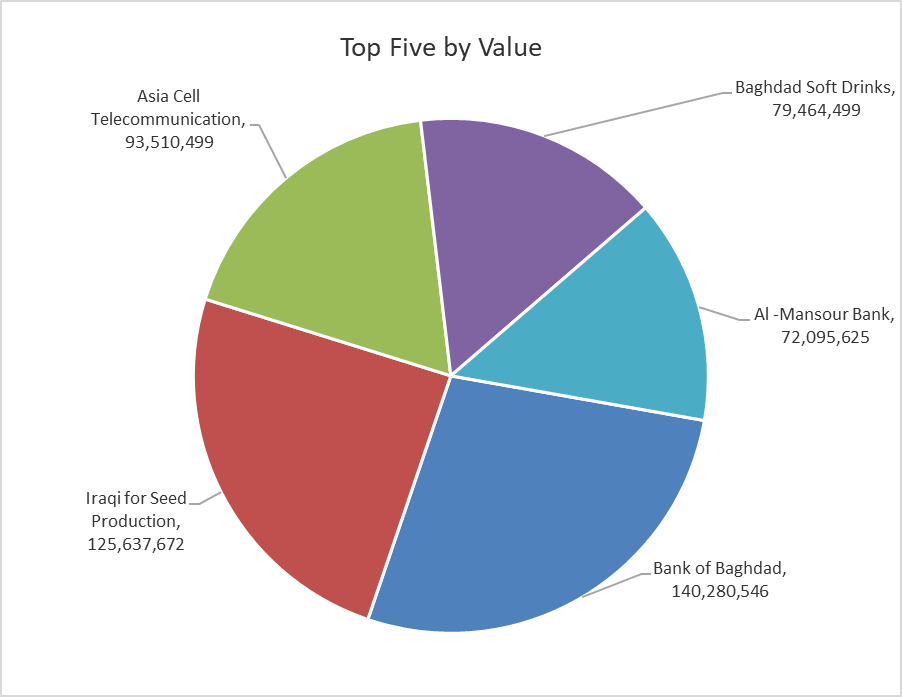 Top Five by Value
Asia Cell
Telecommunication,
93,510,499
Baghdad Soft Drinks,
79,464,499
Al -Mansour Bank,
72,095,625
Iraqi for Seed
Production,
125,637,672
Bank of Baghdad,
140,280,546